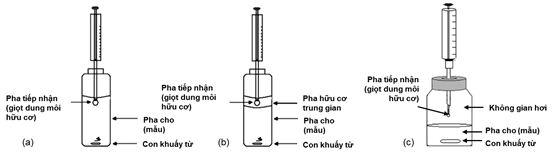 Pha tiếp nhận
(giọt dung môi
hữu cơ)
Pha cho
(mẫu)
Con khuấy từ
(a)
Pha tiếp nhận
(giọt dung môi
hữu cơ)
Pha hữu cơ
trung gian
Pha cho
(mẫu)
Con khuấy từ
(b)
Pha tiếp nhận
(giọt dung môi
hữu cơ)
Không gian hơi
Pha cho (mẫu)
Con khuấy từ
(c)